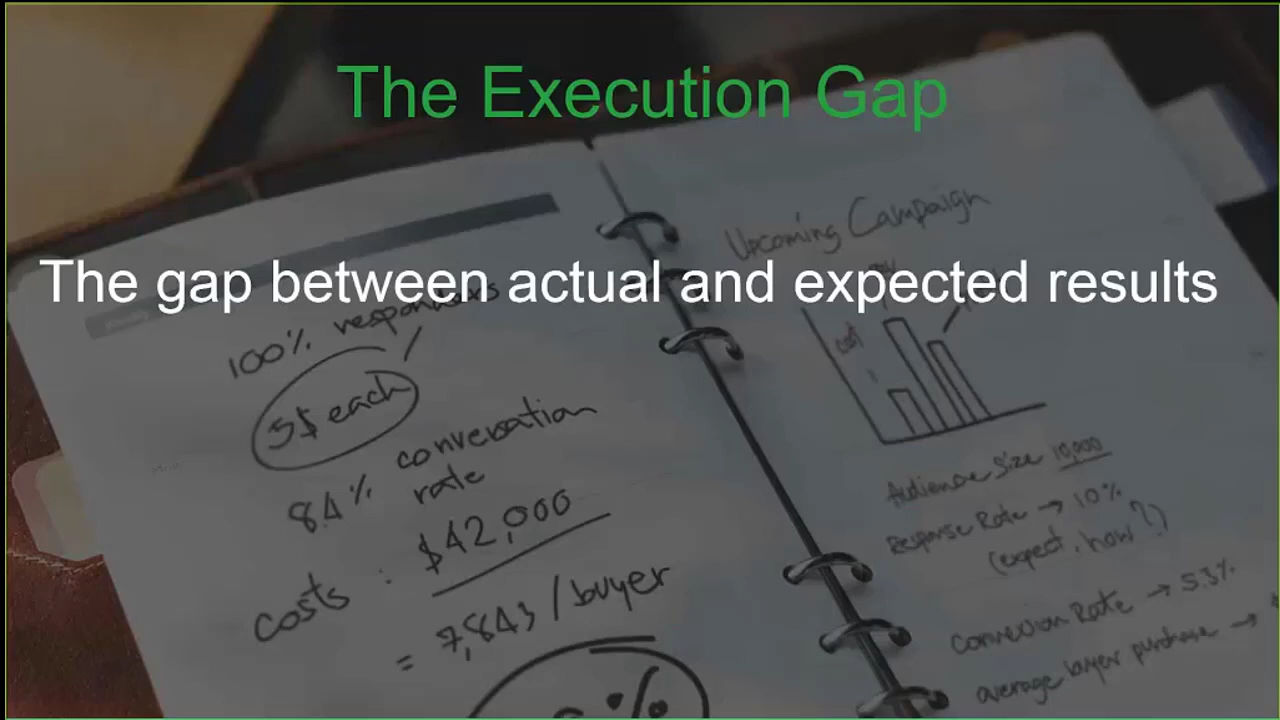 The Execution Gap
The gap between actual and expected results
100% responders
5$ each
8.4% conversation
rate
costs : $42,000
= 7,843 / buyer
%
Upcoming Campaign
cost
Audience size 10,000
Response Rate → 10%
(expect, how?)
Conversion Rate → 5.3%
average buyer purchase →